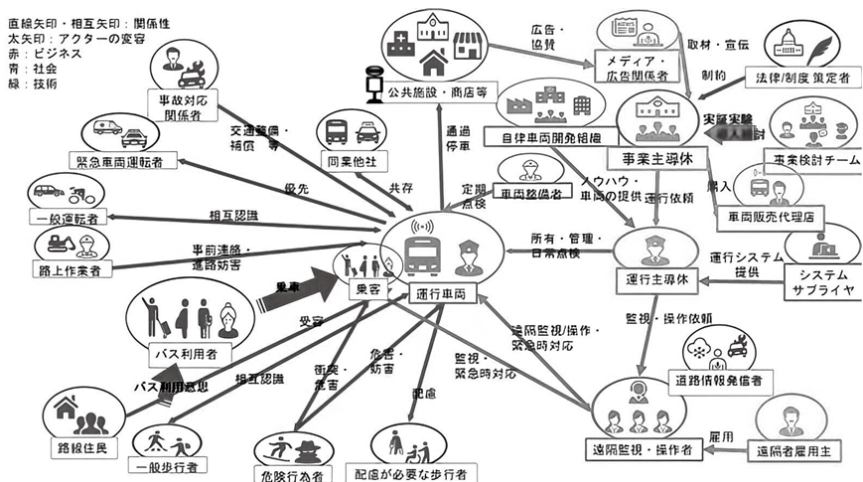 直線矢印・相互矢印:関係性
太矢印:アクターの変容
赤:ビジネス
青:社会
緑:技術
事故対応
関係者
緊急車両運転者
一般運転者
路上作業者
交通整備・
補償 等
優先
相互認識
事前連絡・
進路妨害
乗車
同業他社
共存
公共施設・商店等
通過
停車
広告・
協賛
メディア・
広告関係者
取材・宣伝
制約
法律/制度 策定者
自律車両開発組織
事業主導体
実証実験
事業検討チーム
車両整備者
定期
点検
ノウハウ・
車両の提供
運行依頼
購入
車両販売代理店
乗客
運行車両
所有・管理・
日常点検
運行主導体
運行システム
提供
システム
サプライヤ
バス利用者
バス利用意思
受容
相互認識
衝突・
危害
危害・
妨害
配慮
監視・
緊急時対応
遠隔監視/操作・
緊急時対応
監視・操作依頼
道路情報発信者
路線住民
一般歩行者
危険行為者
配慮が必要な歩行者
遠隔監視・操作者
雇用
遠隔者雇用主